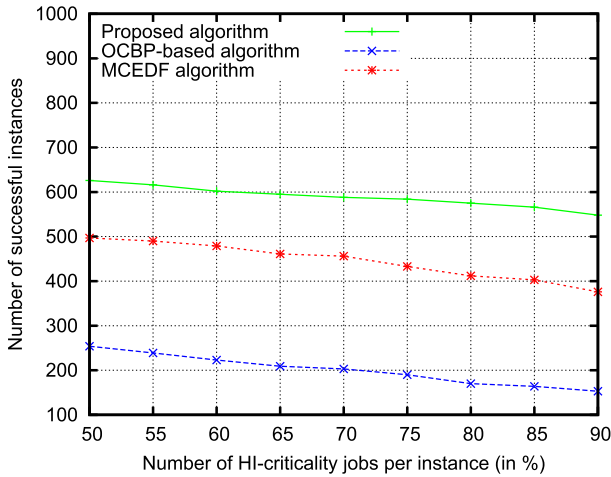 1000
900
800
700
600
500
400
300
200
100
Number of successful instances
Proposed algorithm
OCBP-based algorithm
MCEDF algorithm
50 55 60 65 70 75 80 85 90
Number of HI-criticality jobs per instance (in %)